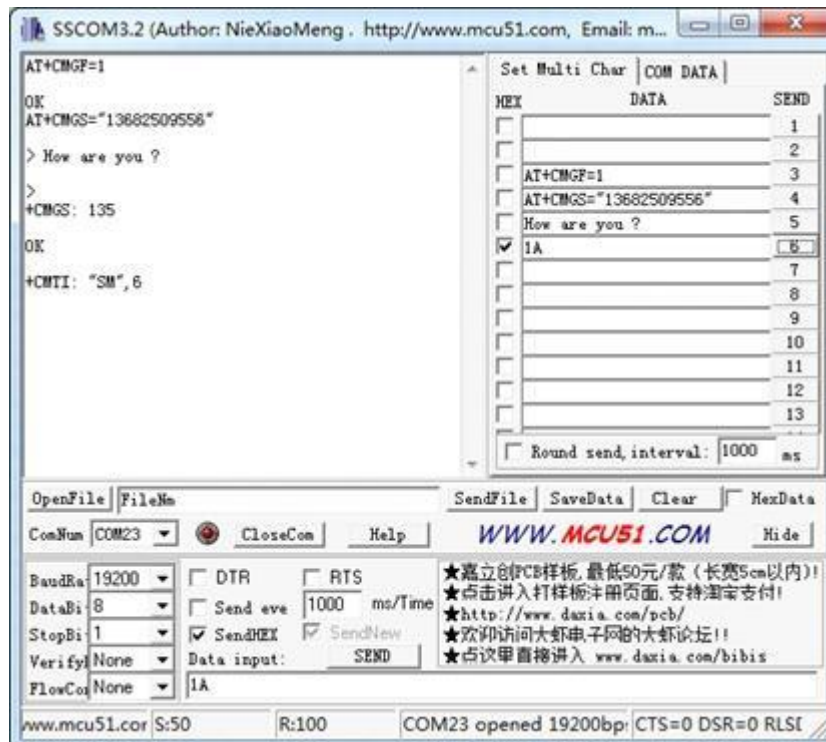 SSCOM3.2 (Author: NieXiaoMeng . http://www.mcu51.com, Email: m...
AT+CMGF=1
OK
AT+CMGS="13682509556"
> How are you ?
>
+CMGS: 135
OK
+CMTI: "SM",6
Set Multi Char COM DATA
HEX DATA SEND
1
2
AT+CMGF=1 3
AT+CMGS="13682509556" 4
How are you ? 5
1A 6
7
8
9
10
11
12
13
Round send,interval: 1000 ms
OpenFile FileNm SendFile SaveData Clear HexData
ComNum COM23 CloseCom Help WWW.MCU51.COM Hide
BaudRa 19200 DTR RTS
DataBi 8 Send eve 1000 ms/Time
StopBi 1 SendHEX SendNew
Verify None Data input: SEND
FlowCo None 1A
★嘉立创PCB样板,最低50元/款（长宽5cm以内)!
★点击进入打样板注册页面,支持淘宝支付!
★http://www.daxia.com/pcb/
★欢迎访问大虾电子网的大虾论坛!!
★点这里直接进入 www.daxia.com/bibis
www.mcu51.cor S:50 R:100 COM23 opened 19200bp CTS=0 DSR=0 RLSI